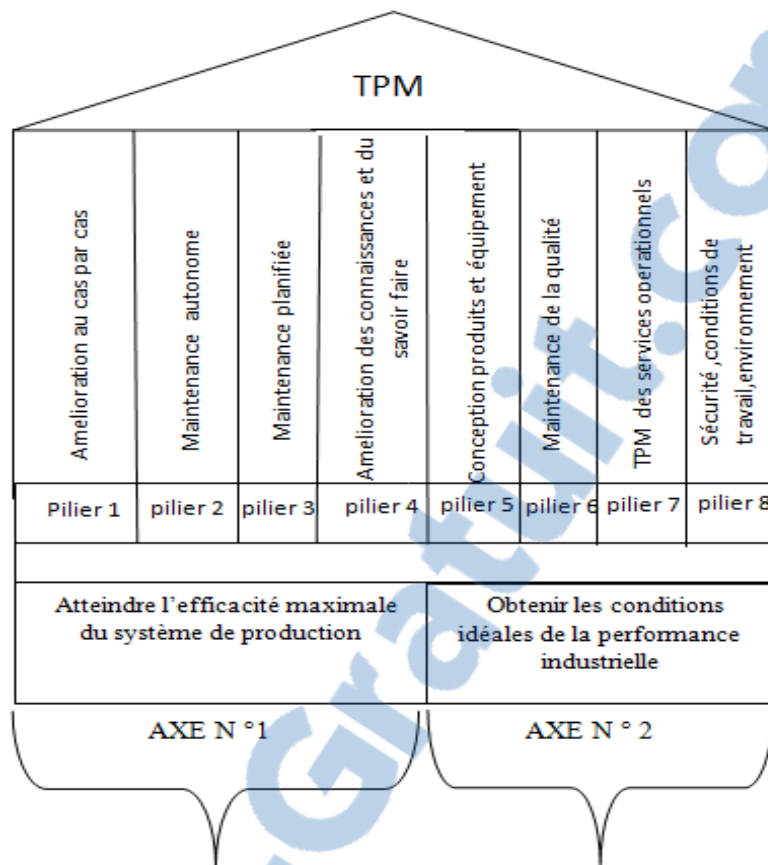 TPM
Amelioration au cas par cas
Maintenance autonome
Maintenance planifiée
Amelioration des connaissances et du
savoir faire
Conception produits et équipement
Maintenance de la qualité
TPM des services operationnels
Sécurité ,conditions de
travail,environnement
Pilier 1
pilier 2
pilier 3
pilier 4
pilier 5
pilier 6
pilier 7
pilier 8
Atteindre l'efficacité maximale
du système de production
Obtenir les conditions
idéales de la performance
industrielle
AXE N °1
AXE N ° 2
Gratuit.com